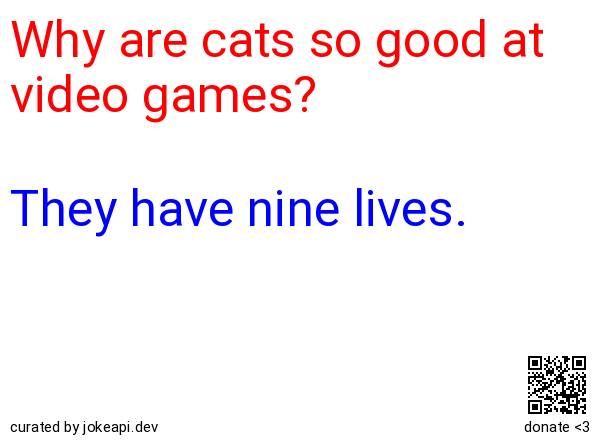 Why are cats so good at
video games?
They have nine lives.
curated by jokeapi.dev
donate <3